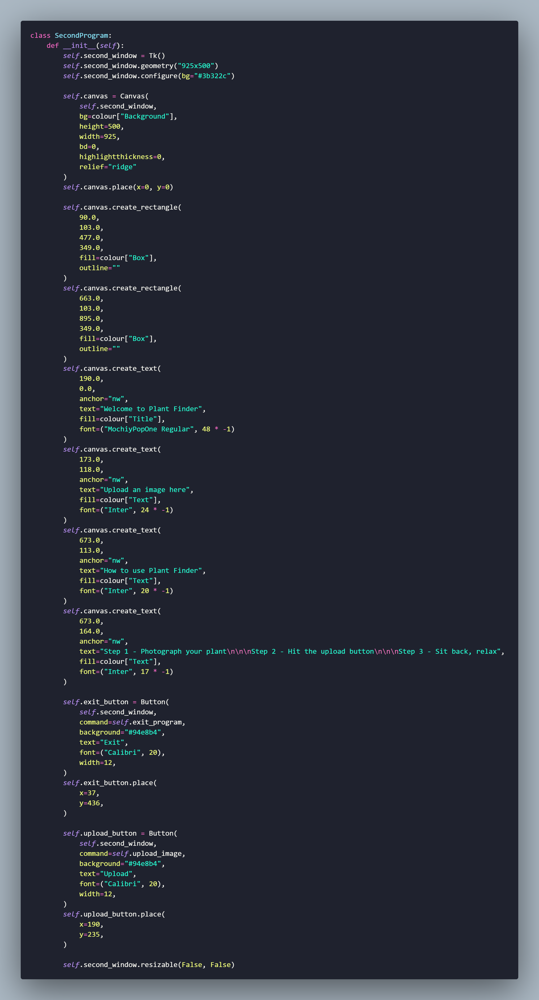 class SecondProgram:
    def __init__(self):
        self.second_window = Tk()
        self.second_window.geometry("925x500")
        self.second_window.configure(bg="#3b322c")

        self.canvas = Canvas(
            self.second_window,
            bg=colour["Background"],
            height=500,
            width=925,
            bd=0,
            highlightthickness=0,
            relief="ridge"
        )
        self.canvas.place(x=0, y=0)

        self.canvas.create_rectangle(
            90.0,
            103.0,
            477.0,
            349.0,
            fill=colour["Box"],
            outline=""
        )
        self.canvas.create_rectangle(
            663.0,
            103.0,
            895.0,
            349.0,
            fill=colour["Box"],
            outline=""
        )
        self.canvas.create_text(
            190.0,
            0.0,
            anchor="nw",
            text="Welcome to Plant Finder",
            fill=colour["Title"],
            font=("MochiyPopOne Regular", 48 * -1)
        )
        self.canvas.create_text(
            173.0,
            118.0,
            anchor="nw",
            text="Upload an image here",
            fill=colour["Text"],
            font=("Inter", 24 * -1)
        )
        self.canvas.create_text(
            673.0,
            113.0,
            anchor="nw",
            text="How to use Plant Finder",
            fill=colour["Text"],
            font=("Inter", 20 * -1)
        )
        self.canvas.create_text(
            673.0,
            164.0,
            anchor="nw",
            text="Step 1 - Photograph your plant\n\n\nStep 2 - Hit the upload button\n\n\nStep 3 - Sit back, relax",
            fill=colour["Text"],
            font=("Inter", 17 * -1)
        )

        self.exit_button = Button(
            self.second_window,
            command=self.exit_program,
            background="#94e8b4",
            text="Exit",
            font=("Calibri", 20),
            width=12,
        )
        self.exit_button.place(
            x=37,
            y=436,
        )

        self.upload_button = Button(
            self.second_window,
            command=self.upload_image,
            background="#94e8b4",
            text="Upload",
            font=("Calibri", 20),
            width=12,
        )
        self.upload_button.place(
            x=190,
            y=235,
        )

        self.second_window.resizable(False, False)